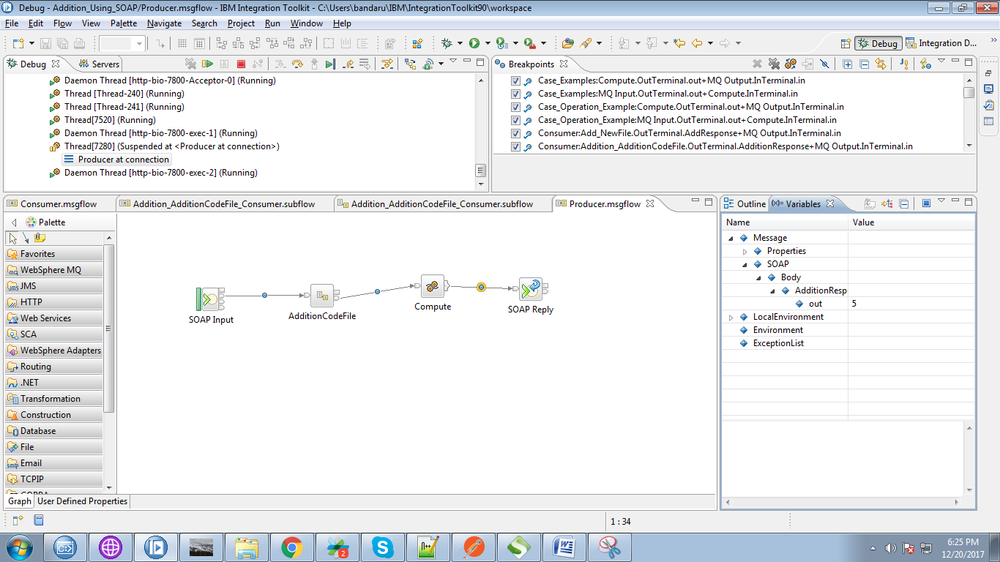 Debug - Addition_Using_SOAP/Producer.msgflow - IBM Integration Toolkit - C:\Users\bandaru\IBM\IntegrationToolkit90\workspace
File Edit Flow View Palette Navigate Search Project Run Window Help
Debug Integration D...
Debug Servers
Daemon Thread [http-bio-7800-Acceptor-0] (Running)
Thread [Thread-240] (Running)
Thread [Thread-241] (Running)
Thread[7520] (Running)
Daemon Thread [http-bio-7800-exec-1] (Running)
Thread[7280] (Suspended at <Producer at connection>)
Producer at connection
Daemon Thread [http-bio-7800-exec-2] (Running)
Breakpoints
Case_Examples:Compute.OutTerminal.out+MQ Output.InTerminal.in
Case_Examples:MQ Input.OutTerminal.out+Compute.InTerminal.in
Case_Operation_Example:Compute.OutTerminal.out+MQ Output.InTerminal.in
Case_Operation_Example:MQ Input.OutTerminal.out+Compute.InTerminal.in
Consumer:Add_NewFile.OutTerminal.AddResponse+MQ Output.InTerminal.in
Consumer:Addition_AdditionCodeFile.OutTerminal.AdditionResponse+MQ Output.InTerminal.in
Consumer.msgflow Addition_AdditionCodeFile_Consumer.subflow Addition_AdditionCodeFile_Consumer.subflow Producer.msgflow
Palette
Favorites
WebSphere MQ
JMS
HTTP
Web Services
SCA
WebSphere Adapters
Routing
.NET
Transformation
Construction
Database
File
Email
TCPIP
SOAP Input
AdditionCodeFile
Compute
SOAP Reply
Graph User Defined Properties
Outline Variables
Name Value
Message
Properties
SOAP
Body
AdditionResp
out 5
LocalEnvironment
Environment
ExceptionList
1 : 34
6:25 PM
12/20/2017